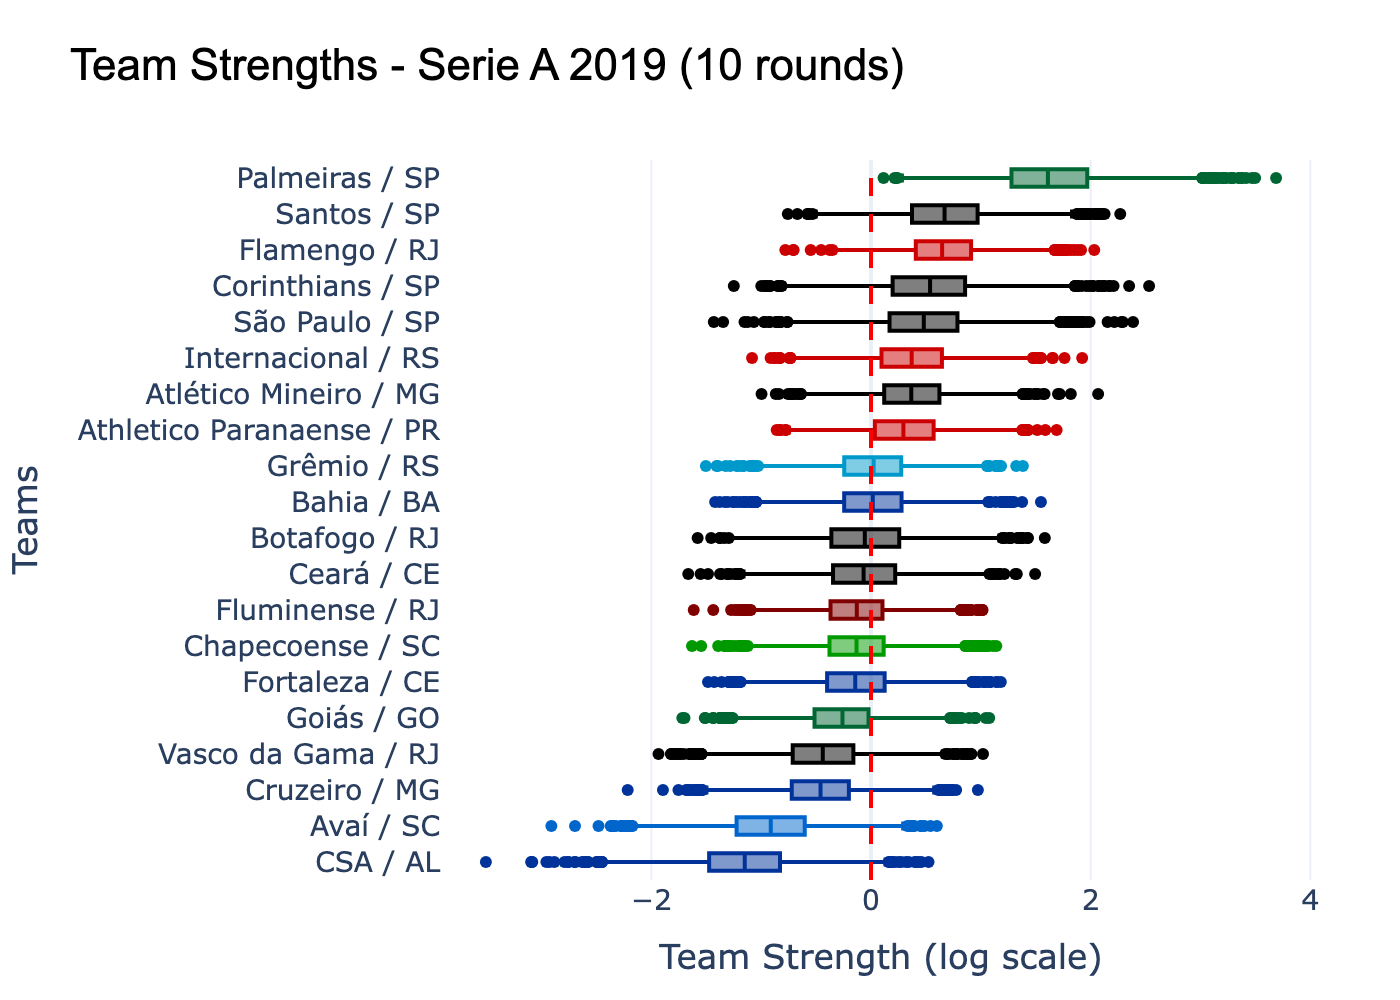 Team Strengths - Serie A 2019 (10 rounds)
Teams
Palmeiras / SP
Santos / SP
Flamengo / RJ
Corinthians / SP
São Paulo / SP
Internacional / RS
Atlético Mineiro / MG
Athletico Paranaense / PR
Grêmio / RS
Bahia / BA
Botafogo / RJ
Ceará / CE
Fluminense / RJ
Chapecoense / SC
Fortaleza / CE
Goiás / GO
Vasco da Gama / RJ
Cruzeiro / MG
Avaí / SC
CSA / AL
−2 0 2 4
Team Strength (log scale)